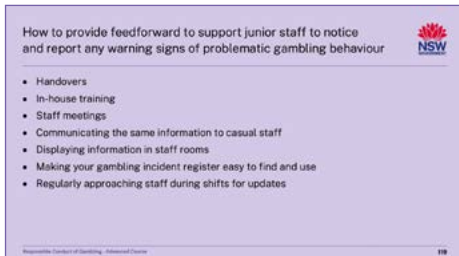 How to provide feedforward to support junior staff to notice
and report any warning signs of problematic gambling behaviour
NSW
GOVERNMENT
• Handovers
• In-house training
• Staff meetings
• Communicating the same information to casual staff
• Displaying information in staff rooms
• Making your gambling incident register easy to find and use
• Regularly approaching staff during shifts for updates
Responsible Conduct of Gambling - Advanced Course
119